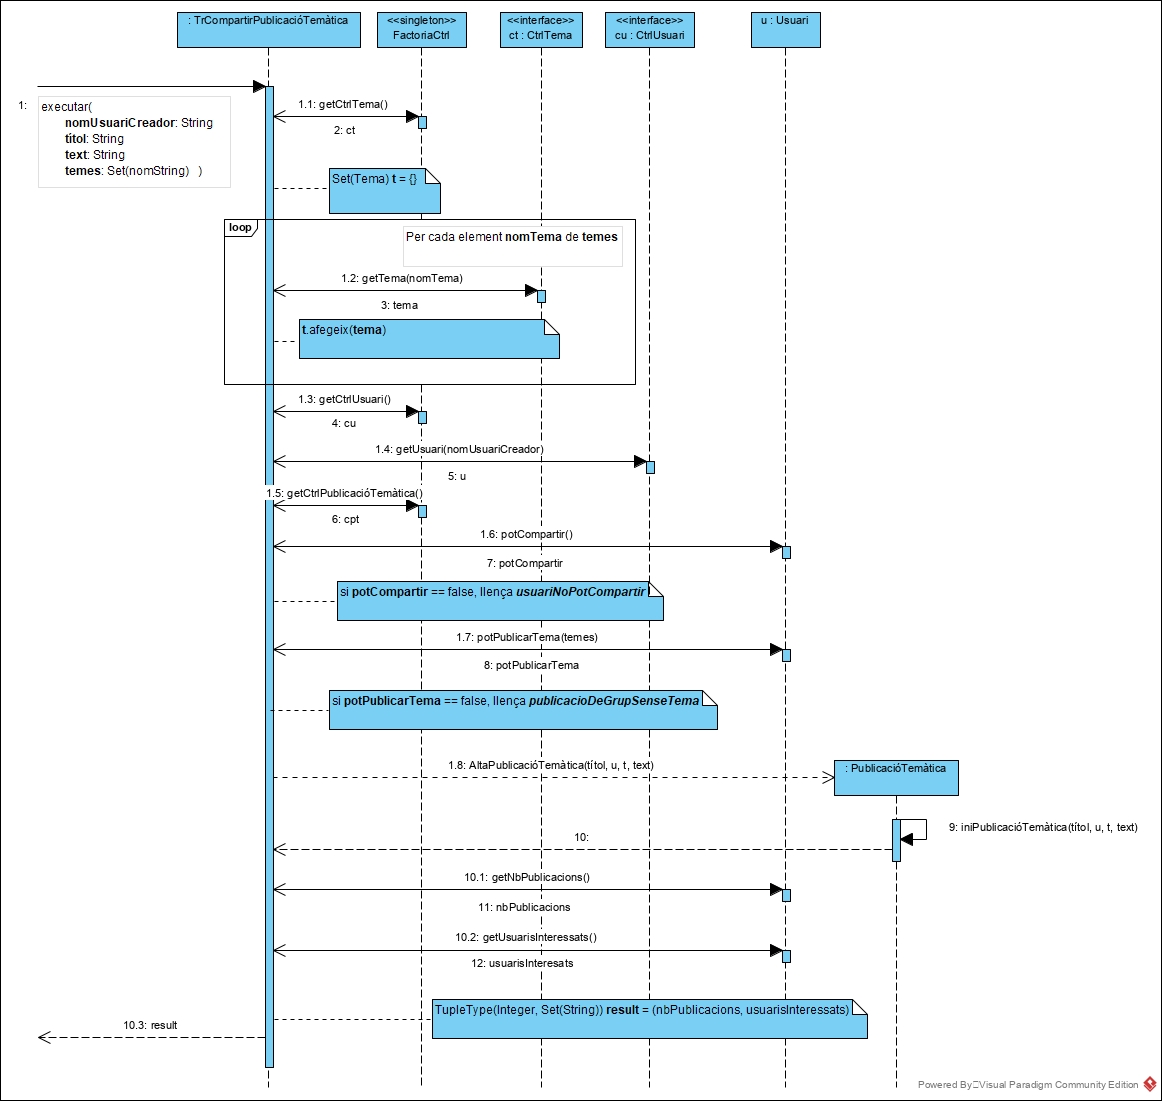 : TrCompartirPublicacióTemàtica
<<singleton>>
FactoriaCtrl
<<interface>>
ct : CtrlTema
<<interface>>
cu : CtrlUsuari
u : Usuari
1:
executar(
nomUsuariCreador: String
títol: String
text: String
temes: Set(nomString) )
1.1: getCtrlTema()
2: ct
Set(Tema) t = {}
loop
Per cada element nomTema de temes
1.2: getTema(nomTema)
3: tema
t.afegeix(tema)
1.3: getCtrlUsuari()
4: cu
1.4: getUsuari(nomUsuariCreador)
5: u
1.5: getCtrlPublicacióTemàtica()
6: cpt
1.6: potCompartir()
7: potCompartir
si potCompartir == false, llença usuariNoPotCompartir
1.7: potPublicarTema(temes)
8: potPublicarTema
si potPublicarTema == false, llença publicacioDeGrupSenseTema
1.8: AltaPublicacióTemàtica(títol, u, t, text)
: PublicacióTemàtica
9: iniPublicacióTemàtica(títol, u, t, text)
10:
10.1: getNbPublicacions()
11: nbPublicacions
10.2: getUsuarisInteressats()
12: usuarisInteresats
TupleType(Integer, Set(String)) result = (nbPublicacions, usuarisInteressats)
10.3: result
Powered By Visual Paradigm Community Edition